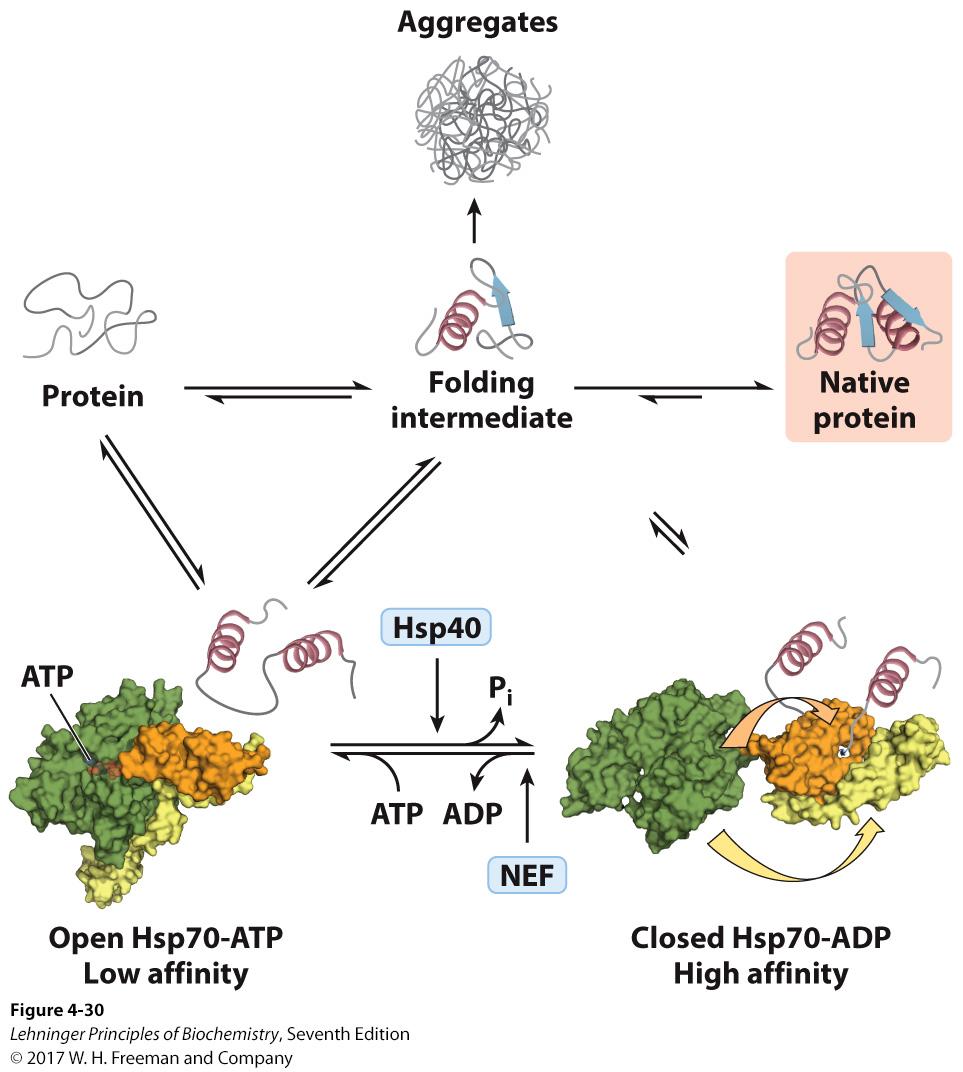 Aggregates
Protein
Folding
intermediate
Native
protein
Hsp40
ATP
Pi
ATP
ADP
NEF
Open Hsp70-ATP
Low affinity
Closed Hsp70-ADP
High affinity
Figure 4-30
Lehninger Principles of Biochemistry, Seventh Edition
© 2017 W. H. Freeman and Company